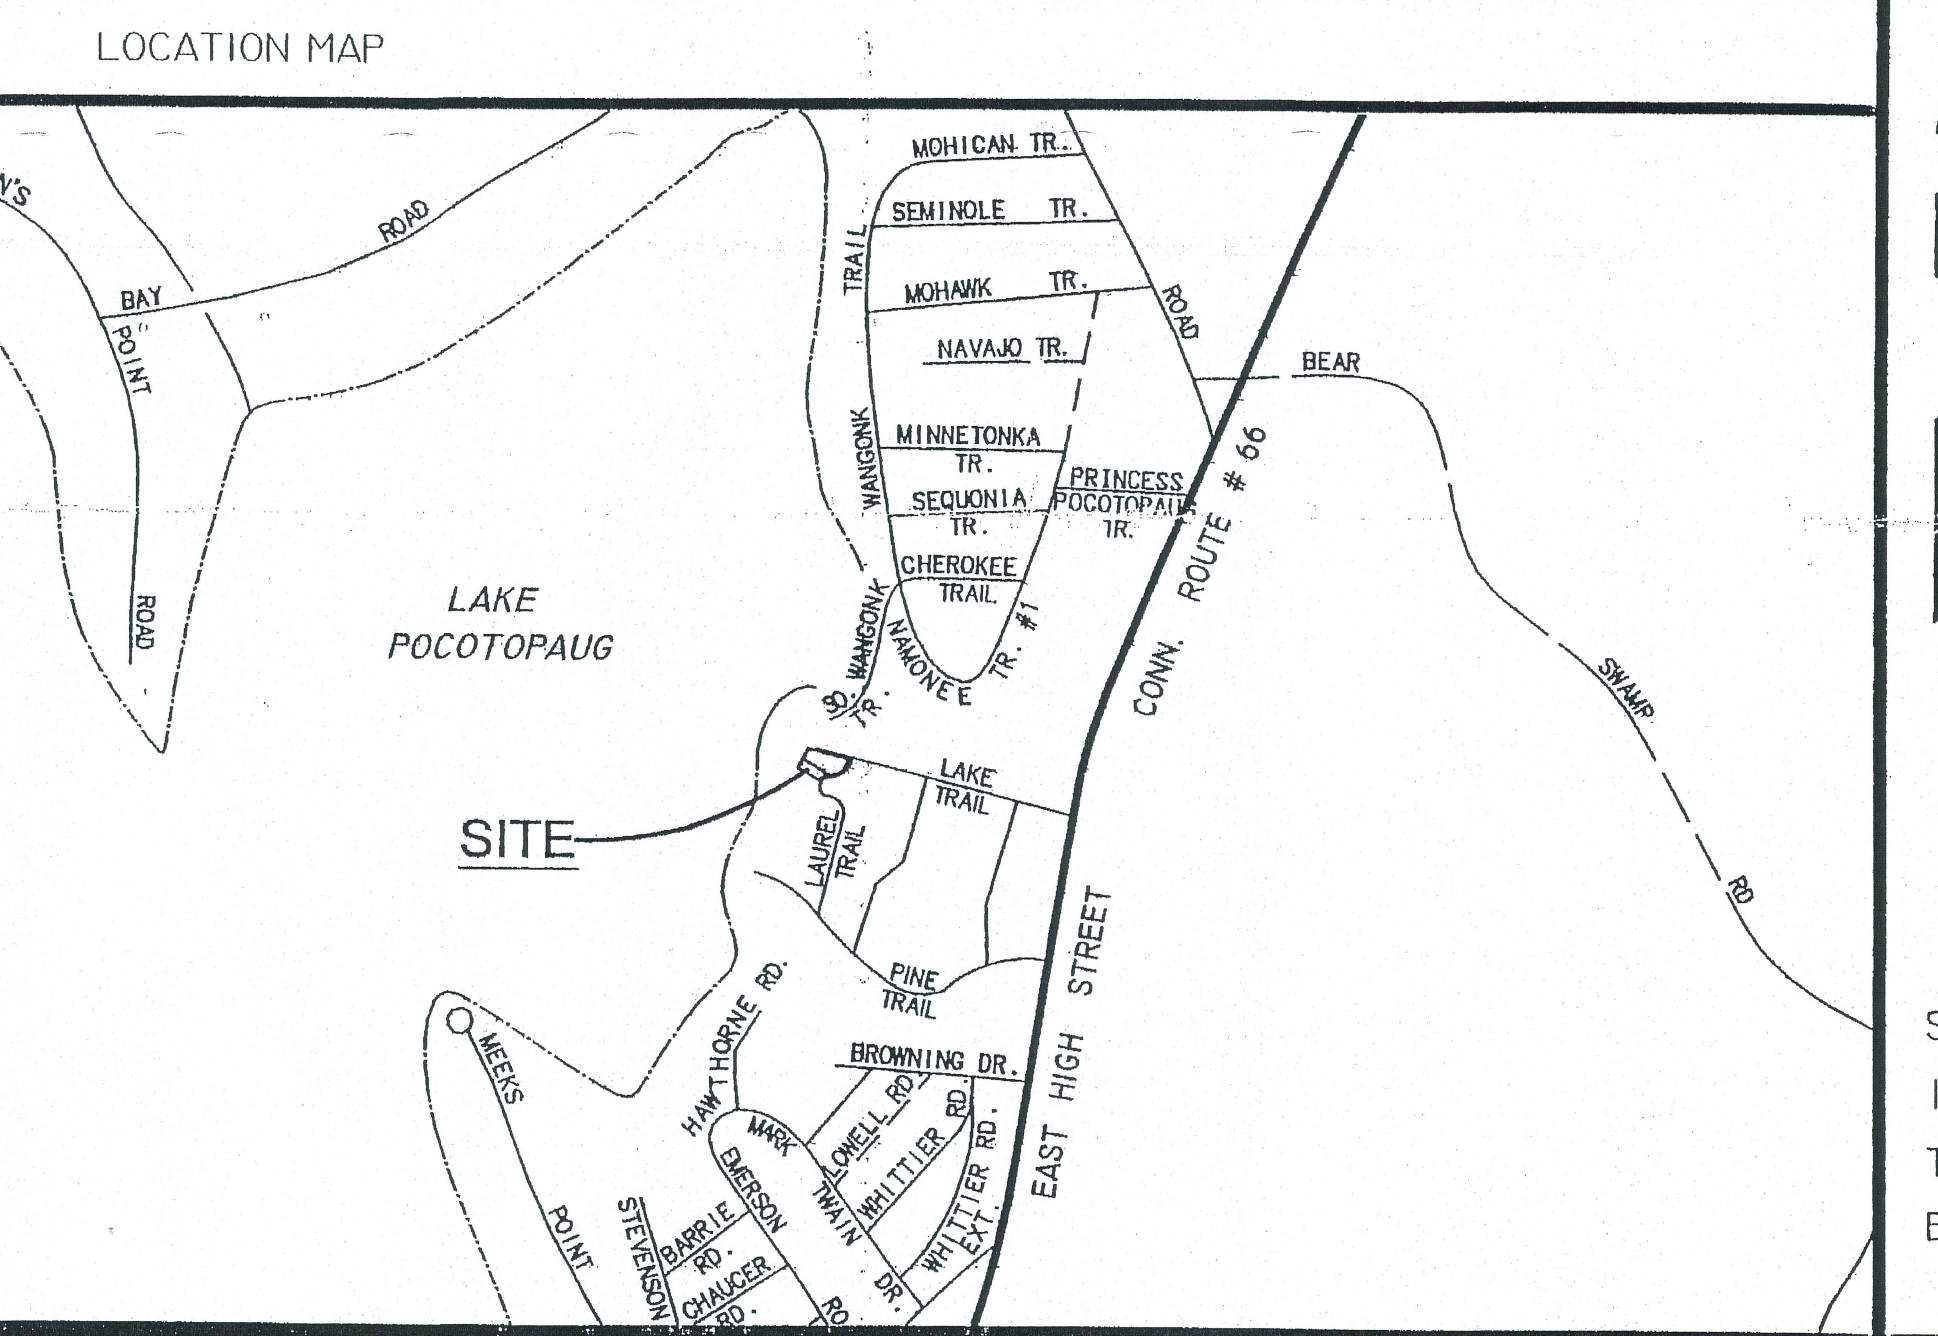 LOCATION MAP
N'S
BAY
ROAD
POINT
ROAD
MOHICAN TR.
SEMINOLE TR.
TRAIL
MOHAWK TR.
ROAD
NAVAJO TR.
BEAR
WANGONK
MINNETONKA
TR.
PRINCESS
POCOTOPAUG
TR.
SEQUONIA
TR.
CONN. ROUTE # 66
CHEROKEE
TRAIL
LAKE
POCOTOPAUG
SO. WANGONK
TR.
NAMONEE TR. #1
SWAMP
RD
LAKE
TRAIL
SITE
LAUREL
TRAIL
PINE
TRAIL
EAST HIGH STREET
HAWTHORNE RD.
MEEKS
POINT
BROWNING DR.
LOWELL RD.
WHITTIER RD.
WHITTIER RD.
EXT.
MARK
TWAIN
DR.
EMERSON
RD
STEVENSON
BARRIE
RD.
CHAUCER
RD.
S
I
T
E